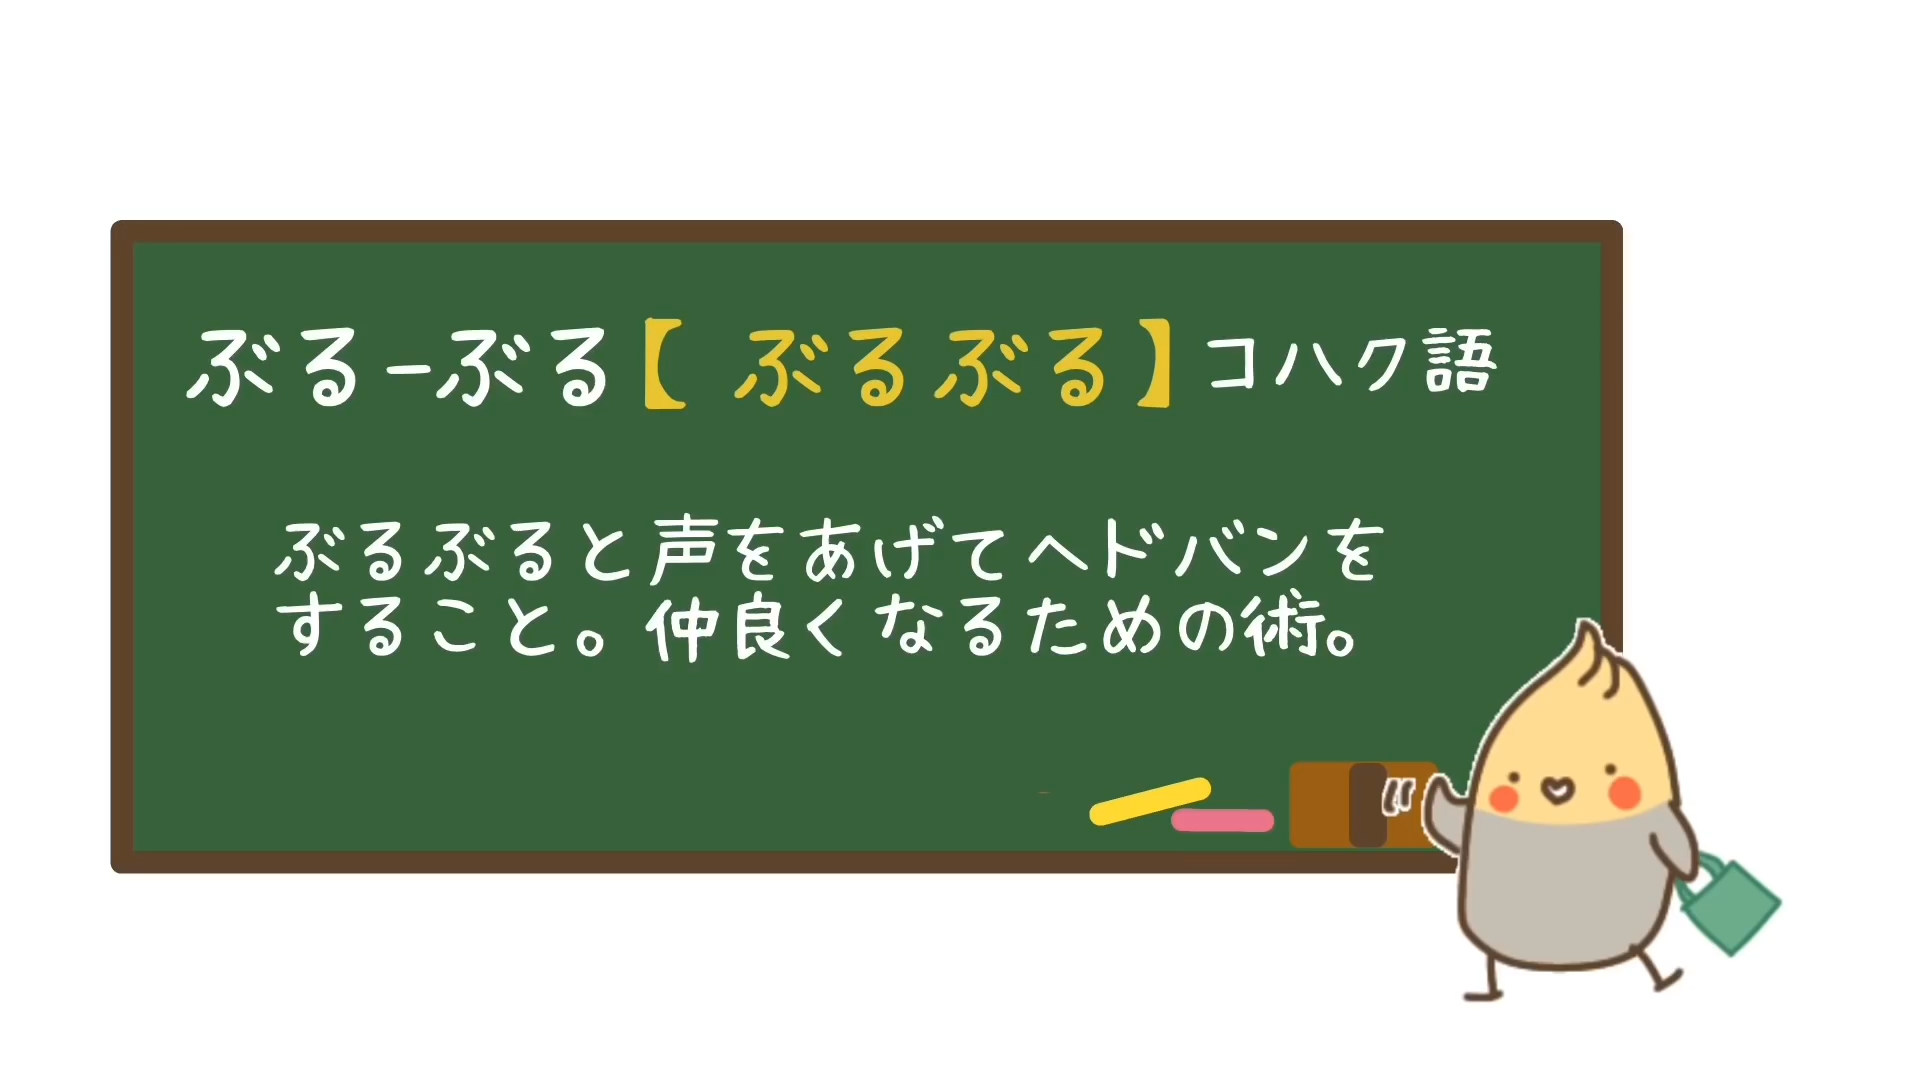 ぶる-ぶる【 ぶるぶる】コハク語
ぶるぶると声をあげてヘドバンを
すること。仲良くなるための術。